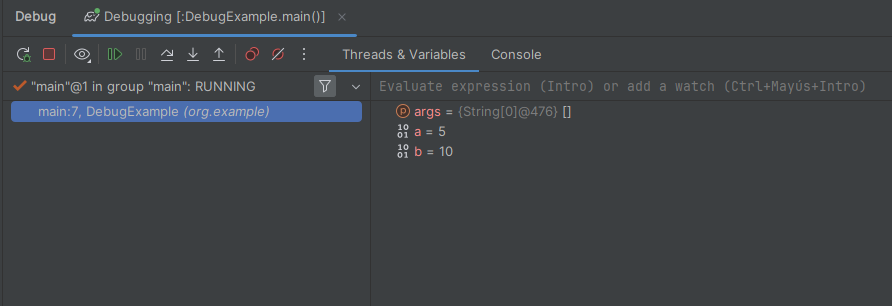 Debug
Debugging [:DebugExample.main()]
Threads & Variables
Console
"main"@1 in group "main": RUNNING
main:7, DebugExample (org.example)
Evaluate expression (Intro) or add a watch (Ctrl+Mayús+Intro)
args = {String[0]@476} []
a = 5
b = 10